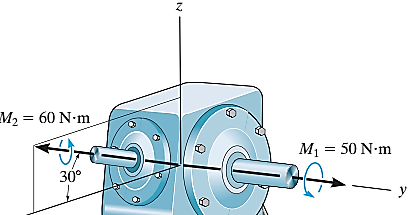 z
M₂ = 60 N·m
M₁ = 50 N·m
30°
y